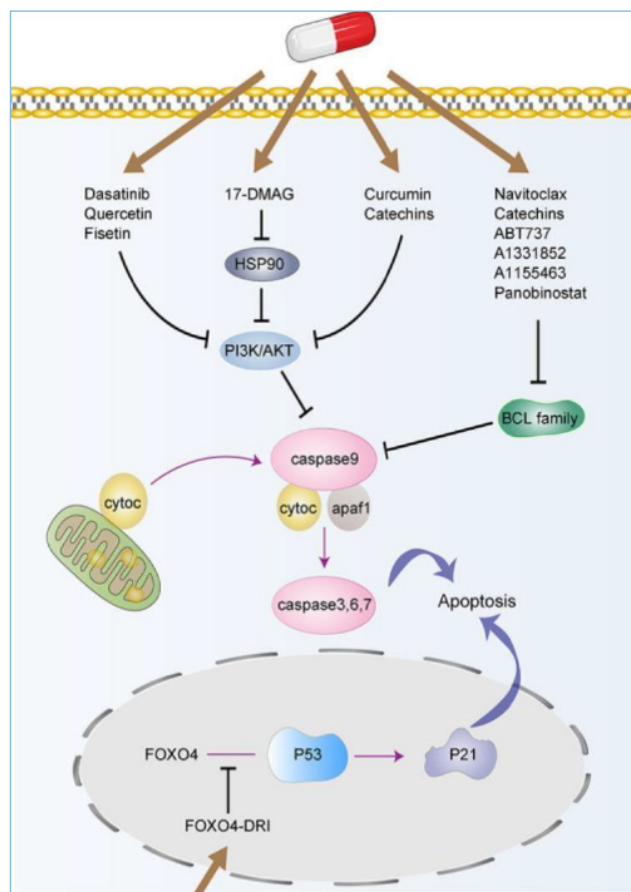 Dasatinib
Quercetin
Fisetin
17-DMAG
Curcumin
Catechins
Navitoclax
Catechins
ABT737
A1331852
A1155463
Panobinostat
HSP90
PI3K/AKT
BCL family
caspase9
cytoc
cytoc
apaf1
caspase3,6,7
Apoptosis
FOXO4
P53
P21
FOXO4-DRI